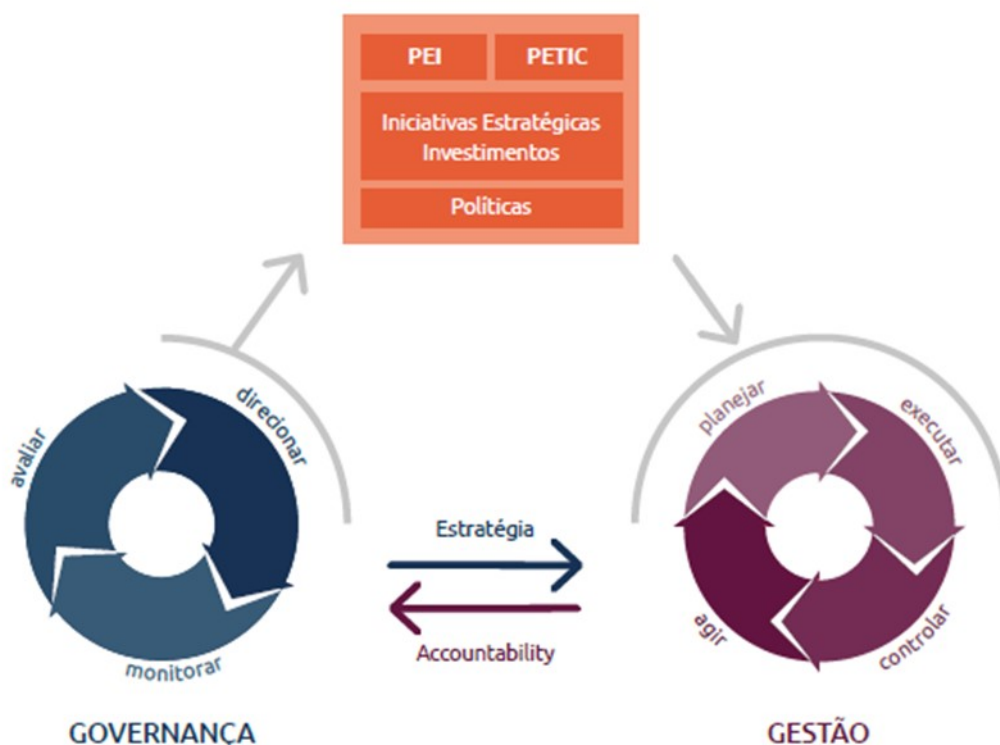 PEI
PETIC
Iniciativas Estratégicas
Investimentos
Políticas
avaliar
direcionar
monitorar
Estratégia
Accountability
planejar
executar
agir
controlar
GOVERNANÇA
GESTÃO